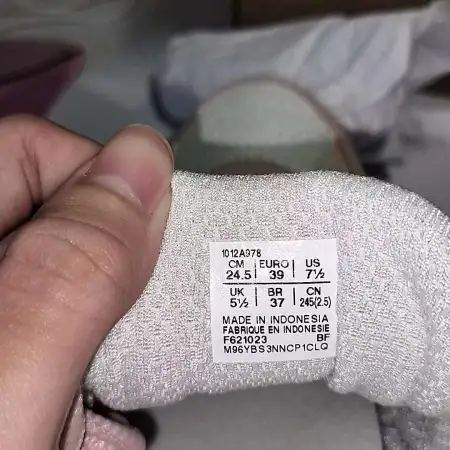 1012A978
CM EURO US
24.5 39 7½
UK BR CN
5½ 37 245(2.5)
MADE IN INDONESIA
FABRIQUE EN INDONESIE
F621023 BF
M96YBS3NNCP1CLQ